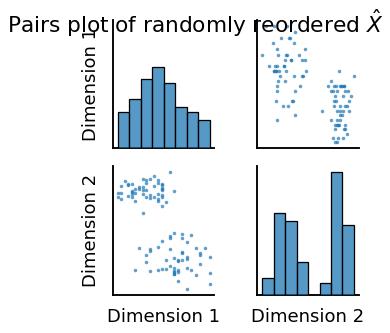 Pairs plot of randomly reordered X̂
Dimension 1
Dimension 2
Dimension 1
Dimension 2